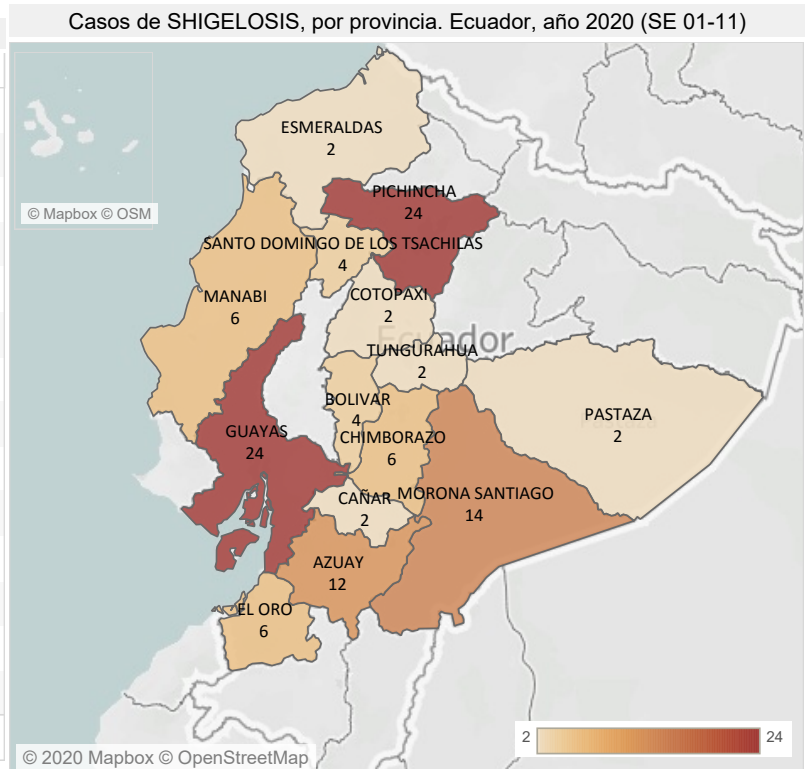 Casos de SHIGELOSIS, por provincia. Ecuador, año 2020 (SE 01-11)
© Mapbox © OSM
ESMERALDAS
2
PICHINCHA
24
SANTO DOMINGO DE LOS TSACHILAS
4
MANABI
6
COTOPAXI
2
Ecuador
TUNGURAHUA
2
BOLIVAR
4
PASTAZA
2
GUAYAS
24
CHIMBORAZO
6
CAÑAR
2
MORONA SANTIAGO
14
AZUAY
12
EL ORO
6
2
24
© 2020 Mapbox © OpenStreetMap